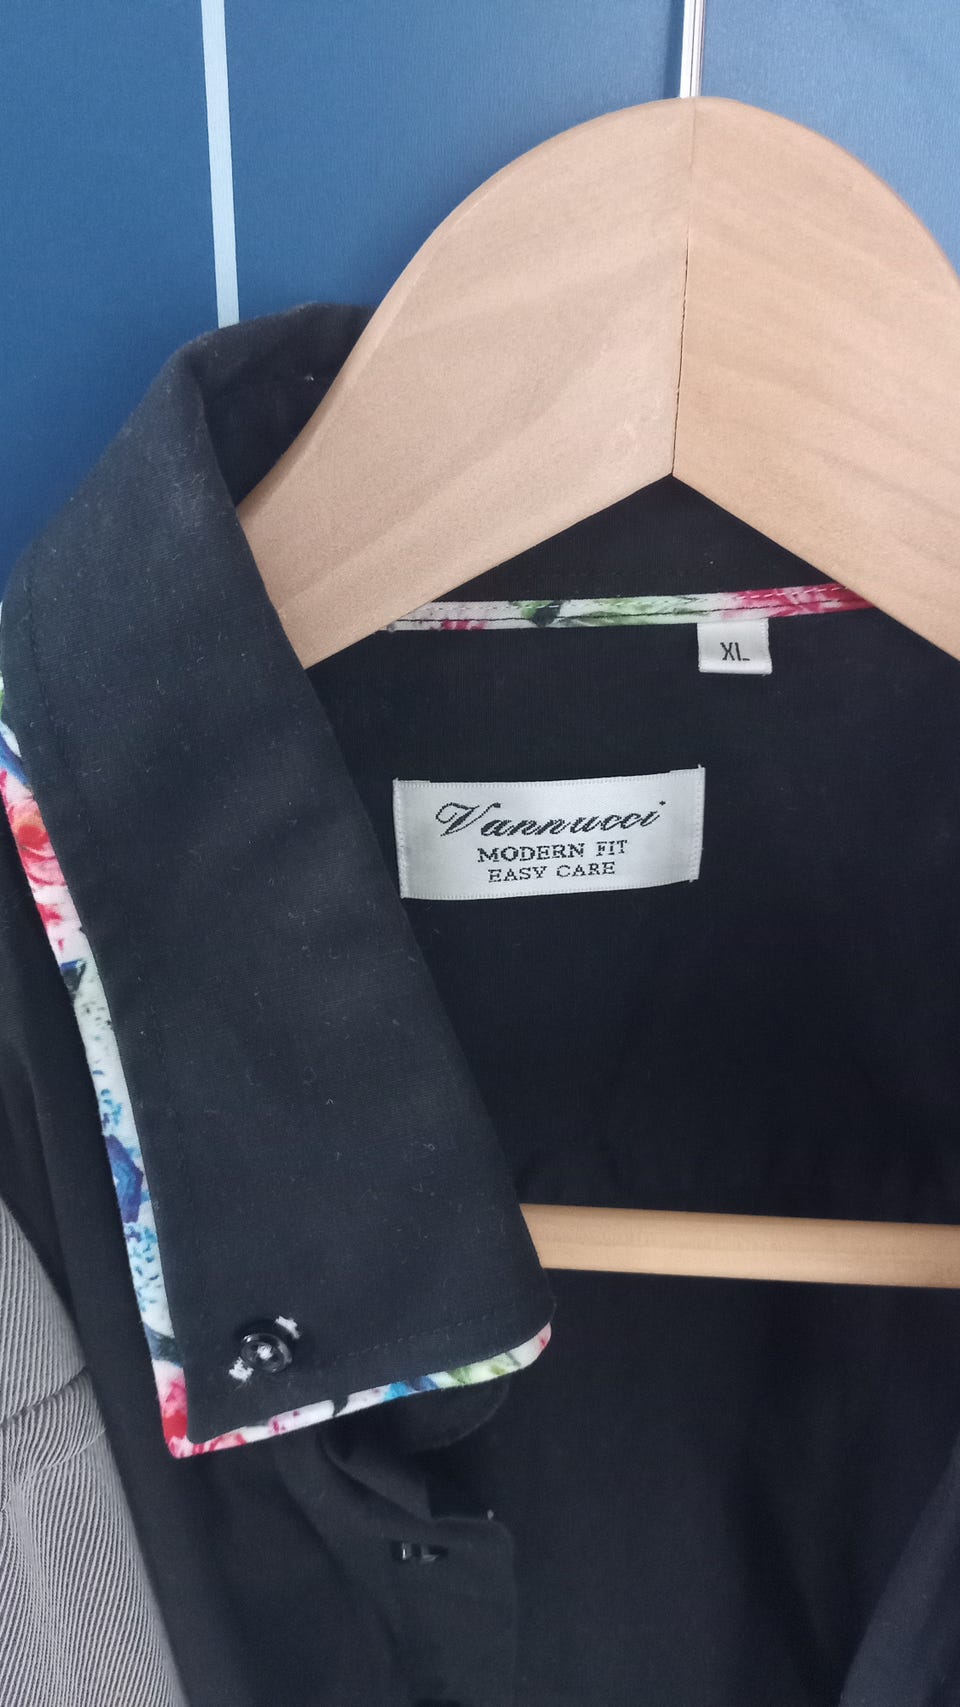 XL
Vannucci
MODERN FIT
EASY CARE